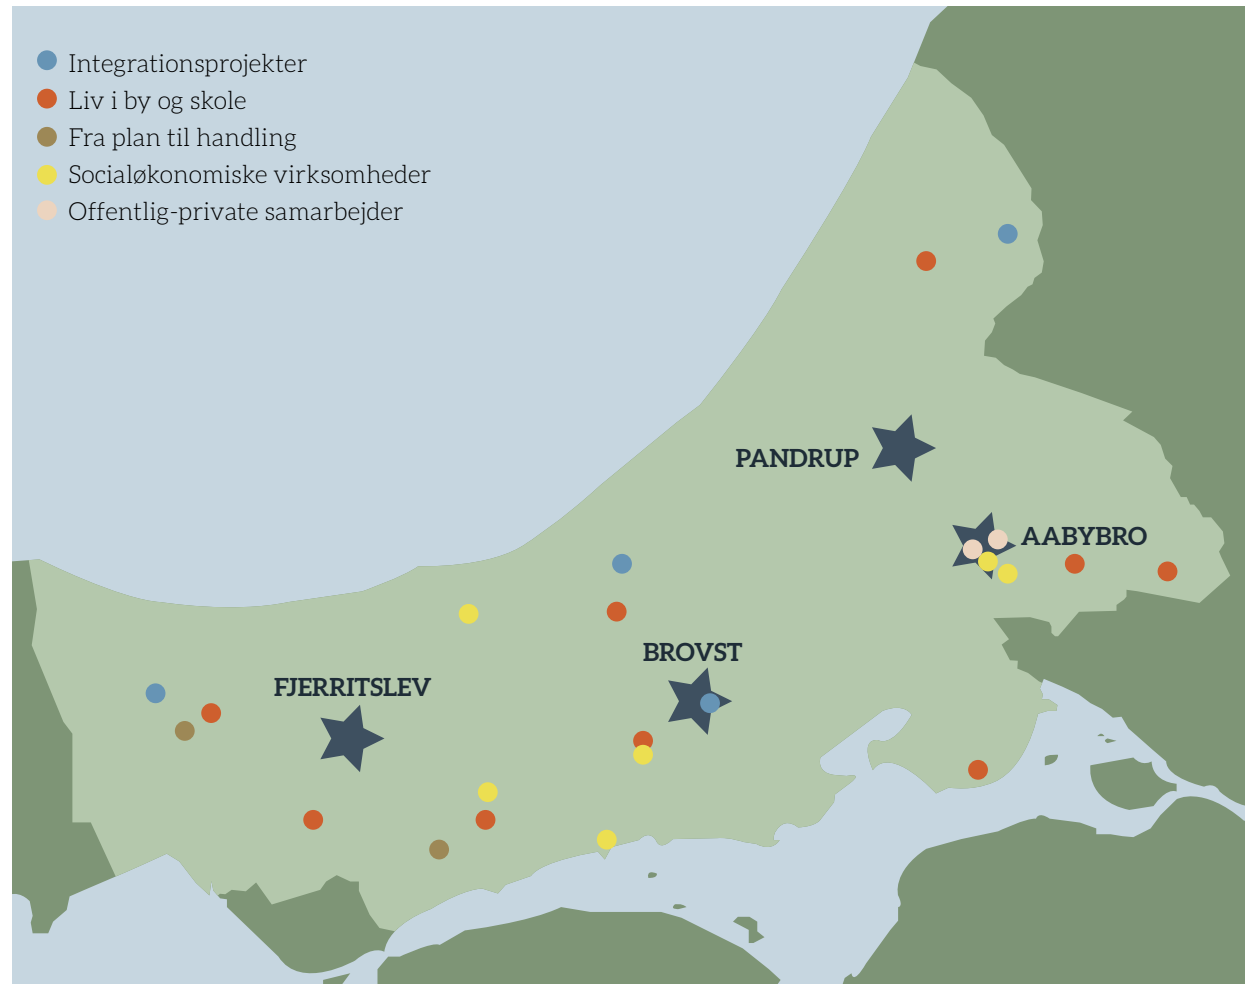 Integrationsprojekter
Liv i by og skole
Fra plan til handling
Socialøkonomiske virksomheder
Offentlig-private samarbejder
PANDRUP
AABYBRO
BROVST
FJERRITSLEV